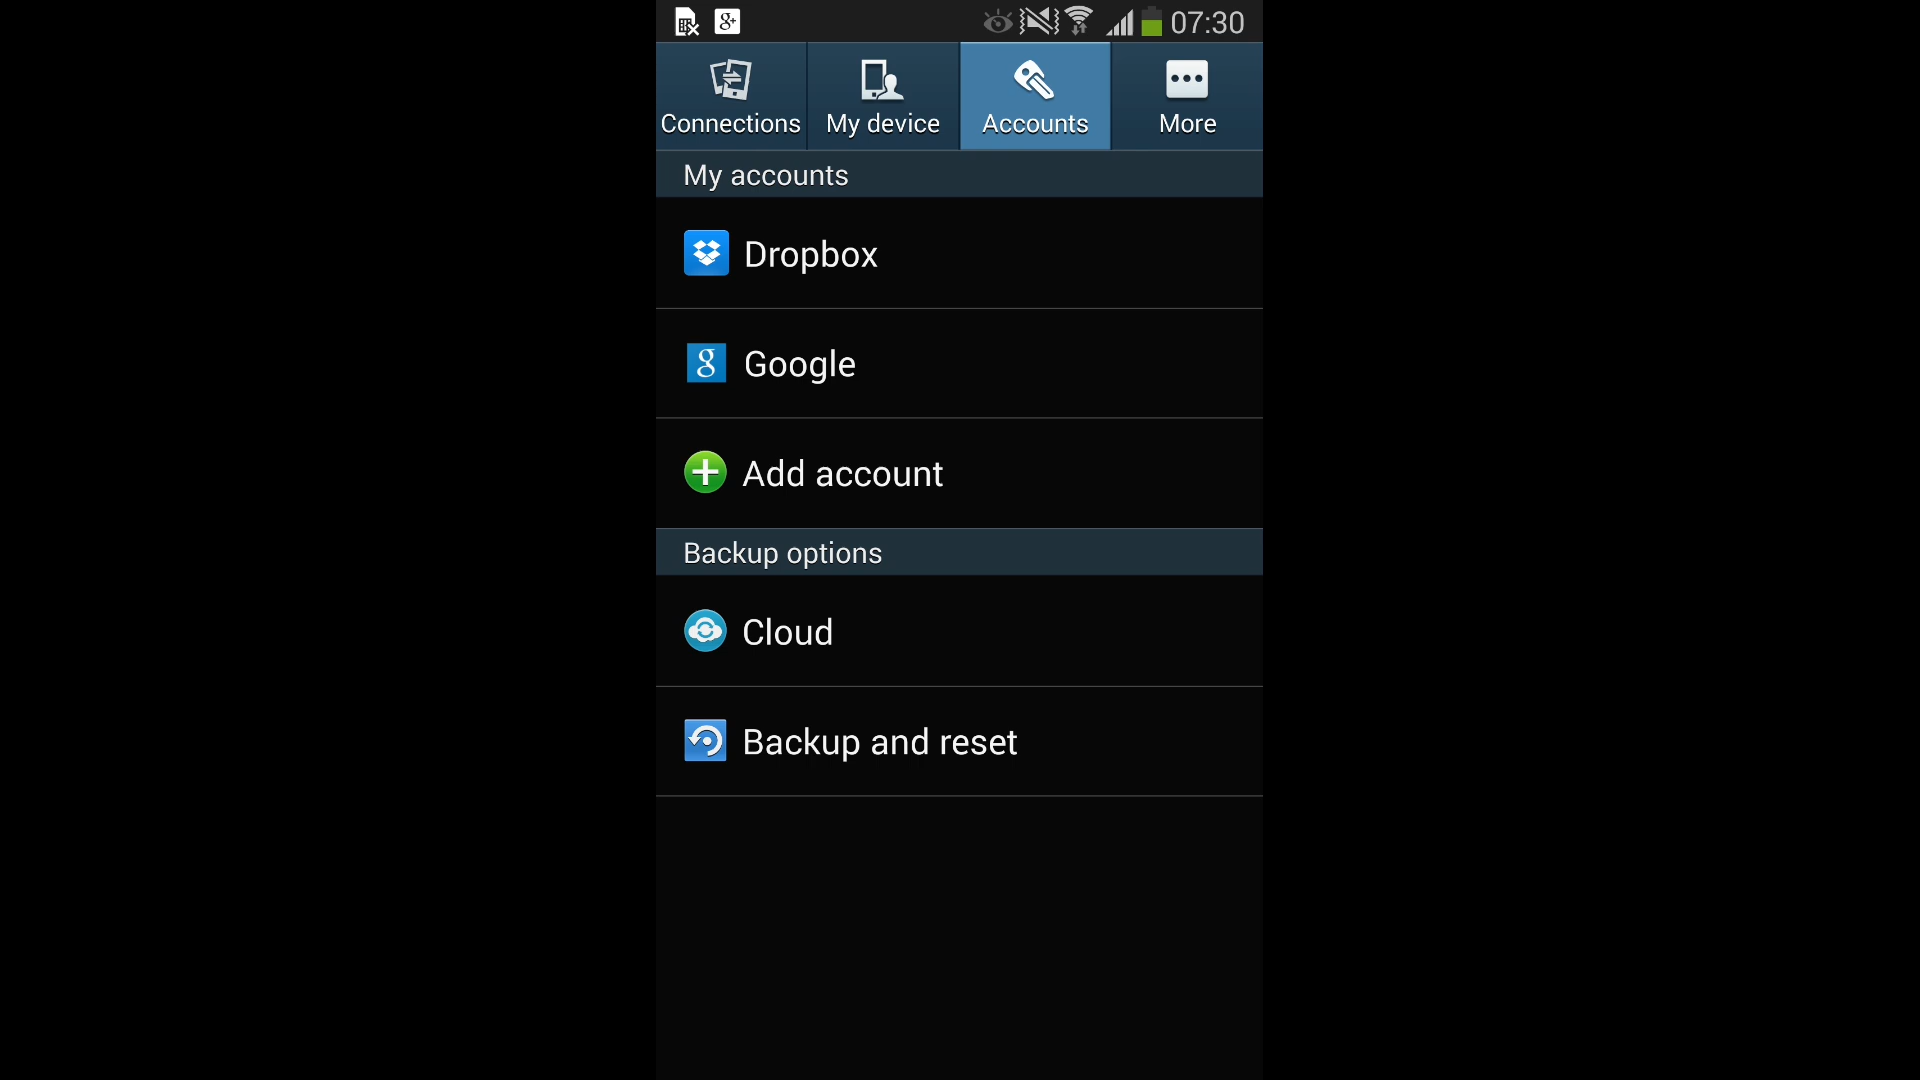 07:30
Connections My device Accounts More
My accounts
Dropbox
Google
Add account
Backup options
Cloud
Backup and reset